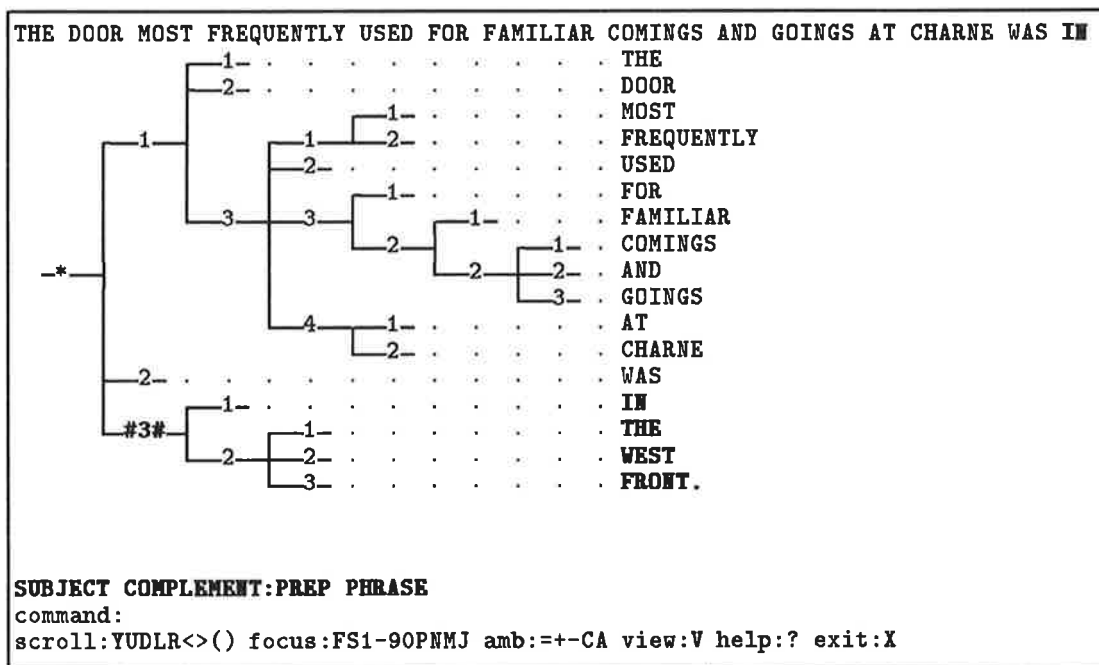 THE DOOR MOST FREQUENTLY USED FOR FAMILIAR COMINGS AND GOINGS AT CHARNE WAS IN
1 THE
2 DOOR
1 MOST
1 1 2 FREQUENTLY
2 USED
1 FOR
3 3 1 FAMILIAR
2 1 COMINGS
* 2 2 AND
3 GOINGS
4 1 AT
2 CHARNE
2 WAS
1 IN
#3# 1 THE
2 2 WEST
3 FRONT.
SUBJECT COMPLEMENT:PREP PHRASE
command:
scroll:YUDLR<>() focus:FS1-90PNMJ amb:=+-CA view:V help:? exit:X